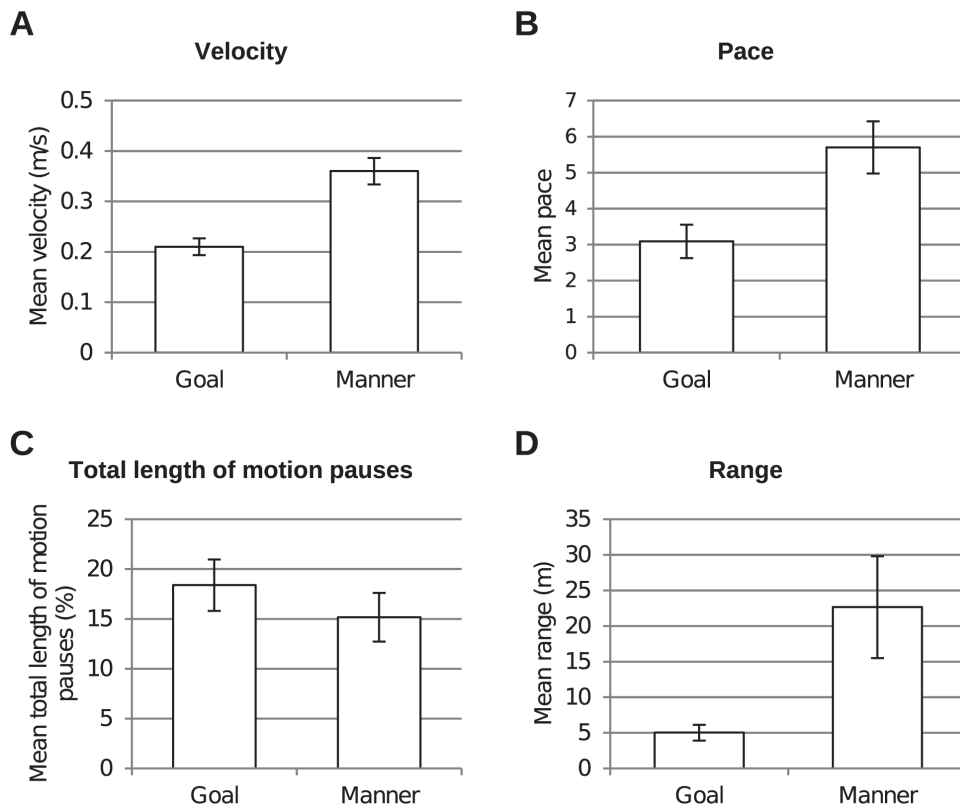 A
Velocity
Mean velocity (m/s)
0.5
0.4
0.3
0.2
0.1
0
Goal Manner
B
Pace
Mean pace
7
6
5
4
3
2
1
0
Goal Manner
C
Total length of motion pauses
Mean total length of motion
pauses (%)
25
20
15
10
5
0
Goal Manner
D
Range
Mean range (m)
35
30
25
20
15
10
5
0
Goal Manner